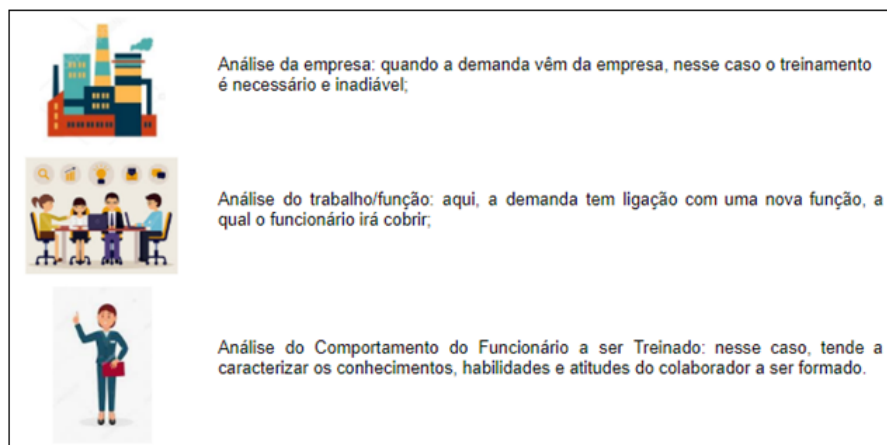 Análise da empresa: quando a demanda vêm da empresa, nesse caso o treinamento
é necessário e inadiável;
Análise do trabalho/função: aqui, a demanda tem ligação com uma nova função, a
qual o funcionário irá cobrir;
Análise do Comportamento do Funcionário a ser Treinado: nesse caso, tende a
caracterizar os conhecimentos, habilidades e atitudes do colaborador a ser formado.